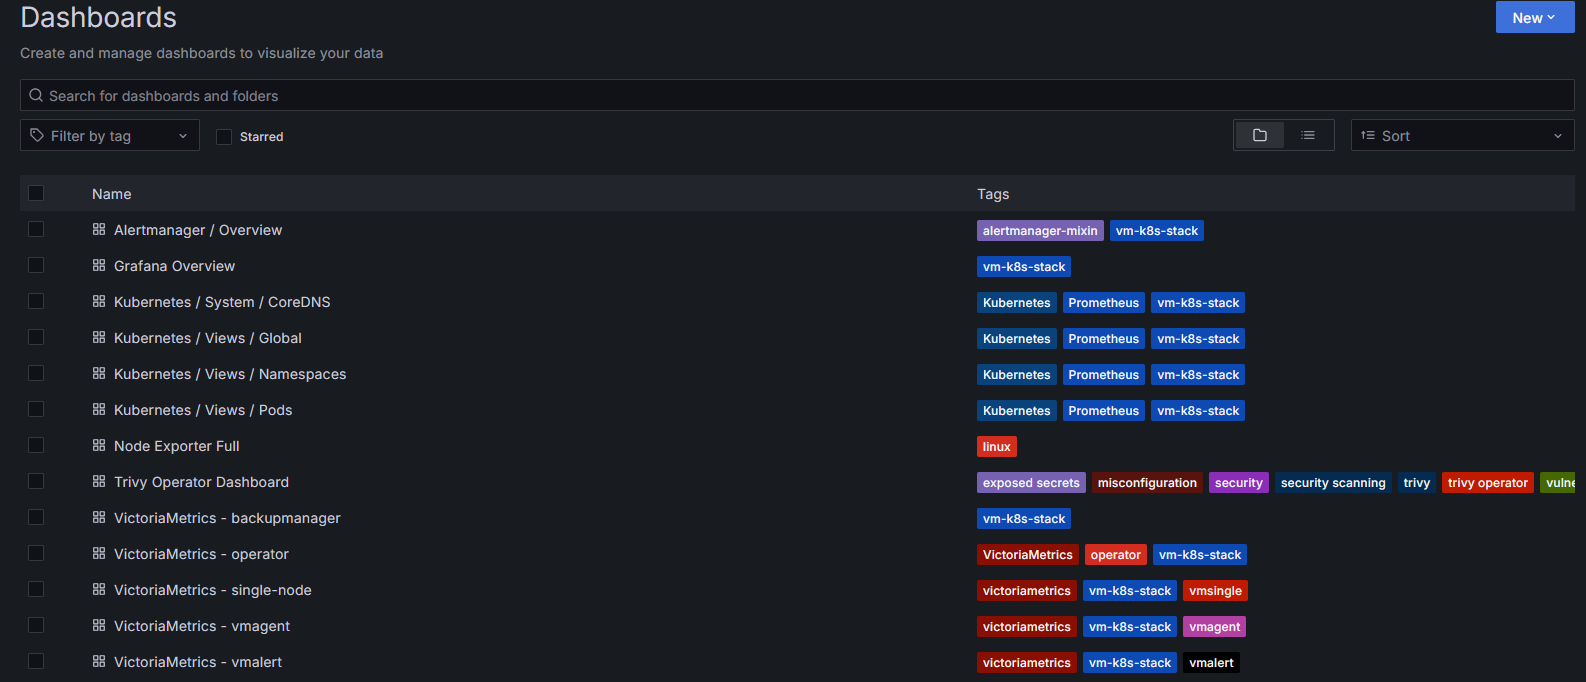 Dashboards
New
Create and manage dashboards to visualize your data
Search for dashboards and folders
Filter by tag Starred Sort
Name Tags
Alertmanager / Overview alertmanager-mixin vm-k8s-stack
Grafana Overview vm-k8s-stack
Kubernetes / System / CoreDNS Kubernetes Prometheus vm-k8s-stack
Kubernetes / Views / Global Kubernetes Prometheus vm-k8s-stack
Kubernetes / Views / Namespaces Kubernetes Prometheus vm-k8s-stack
Kubernetes / Views / Pods Kubernetes Prometheus vm-k8s-stack
Node Exporter Full linux
Trivy Operator Dashboard exposed secrets misconfiguration security security scanning trivy trivy operator vulne
VictoriaMetrics - backupmanager vm-k8s-stack
VictoriaMetrics - operator VictoriaMetrics operator vm-k8s-stack
VictoriaMetrics - single-node victoriametrics vm-k8s-stack vmsingle
VictoriaMetrics - vmagent victoriametrics vm-k8s-stack vmagent
VictoriaMetrics - vmalert victoriametrics vm-k8s-stack vmalert